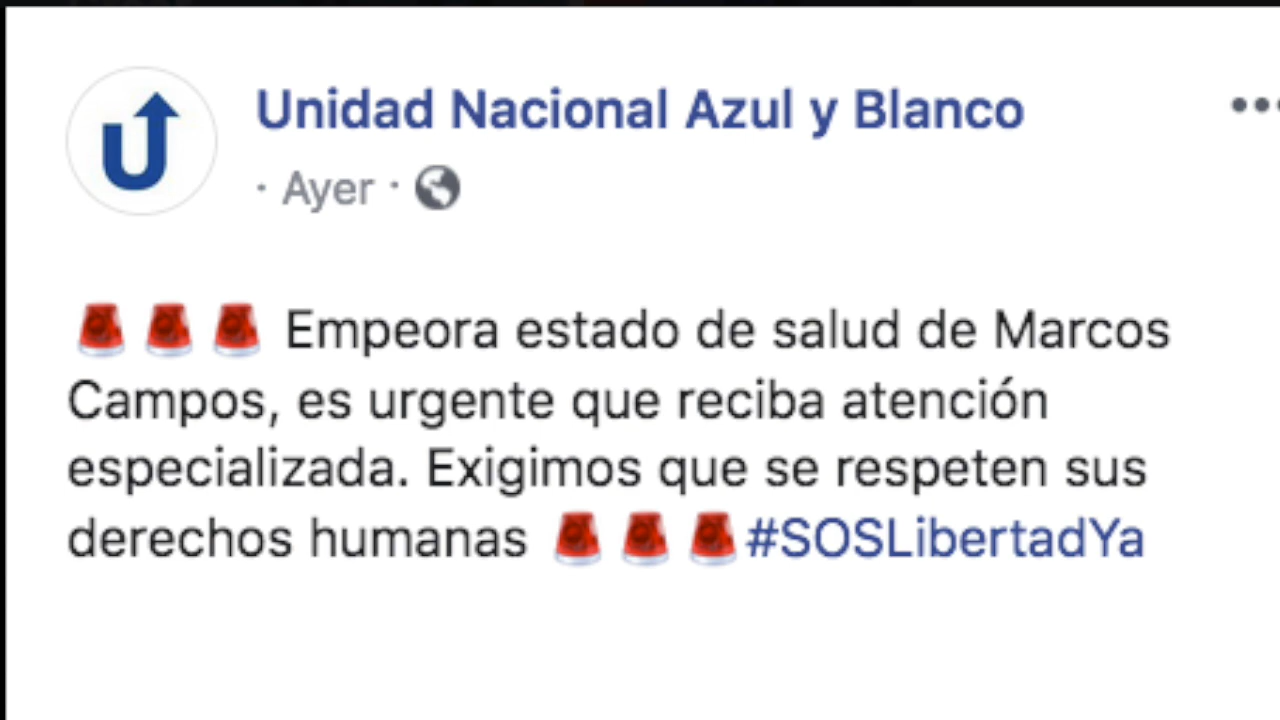 Unidad Nacional Azul y Blanco
· Ayer ·
🚨🚨🚨 Empeora estado de salud de Marcos
Campos, es urgente que reciba atención
especializada. Exigimos que se respeten sus
derechos humanas 🚨🚨🚨#SOSLibertadYa